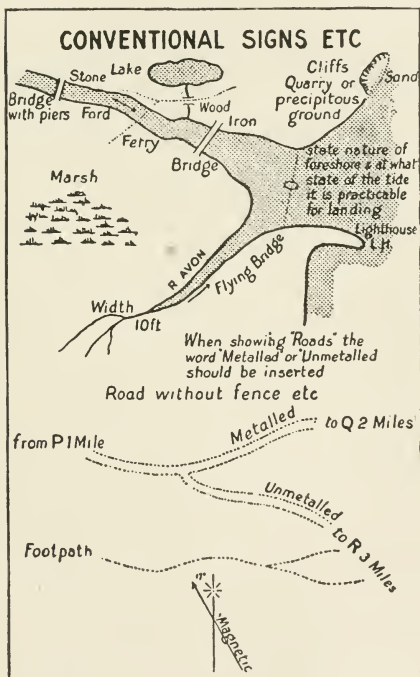 CONVENTIONAL SIGNS ETC
Lake
Stone
Cliffs
Quarry or
precipitous
ground
Sand
Bridge
with piers
Ford
Wood
Iron
Ferry
Bridge
state nature of
foreshore & at what
state of the tide
it is practicable
for landing
Marsh
Lighthouse
L.H.
R AVON
Flying Bridge
Width
10ft
When showing "Roads" the
word "Metalled" or "Unmetalled"
should be inserted
Road without fence etc
Metalled
to Q 2 Miles
from P 1 Mile
Unmetalled
to R 3 Miles
Footpath
Magnetic